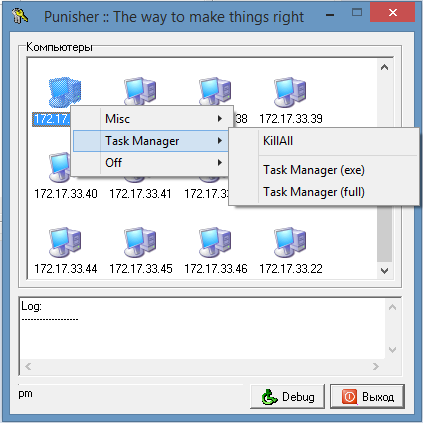 Punisher :: The way to make things right
Компьютеры
172.17. 38 172.17.33.39
Misc
Task Manager
Off
KillAll
Task Manager (exe)
Task Manager (full)
172.17.33.40 172.17.33.41
172.17.33.44 172.17.33.45 172.17.33.46 172.17.33.22
Log:
-------------------
pm
Debug
Выход